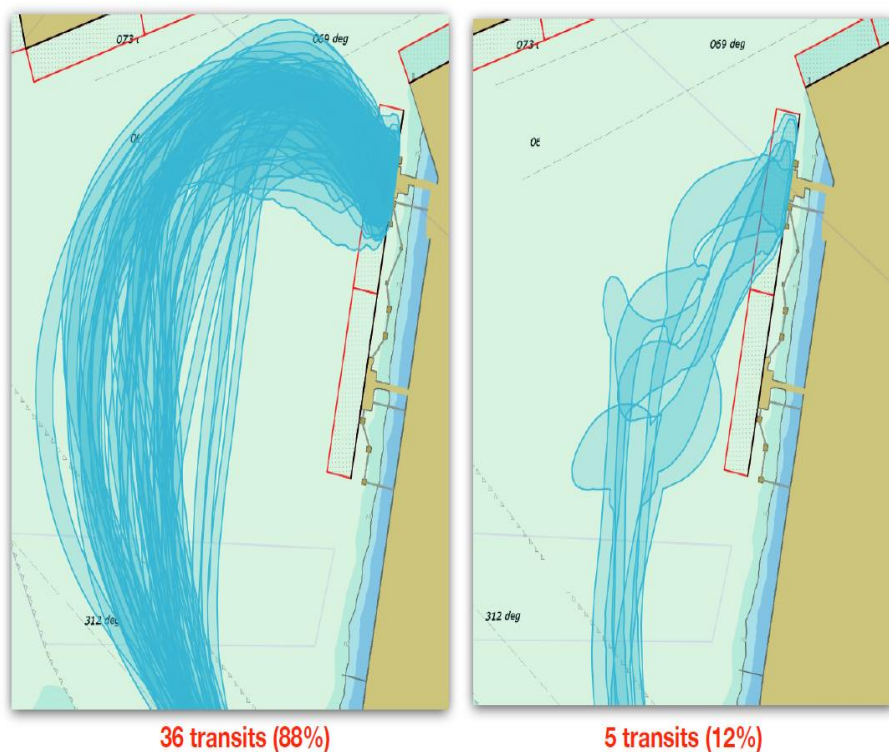 073
069 deg
312 deg
36 transits (88%)
073
069 deg
312 deg
5 transits (12%)